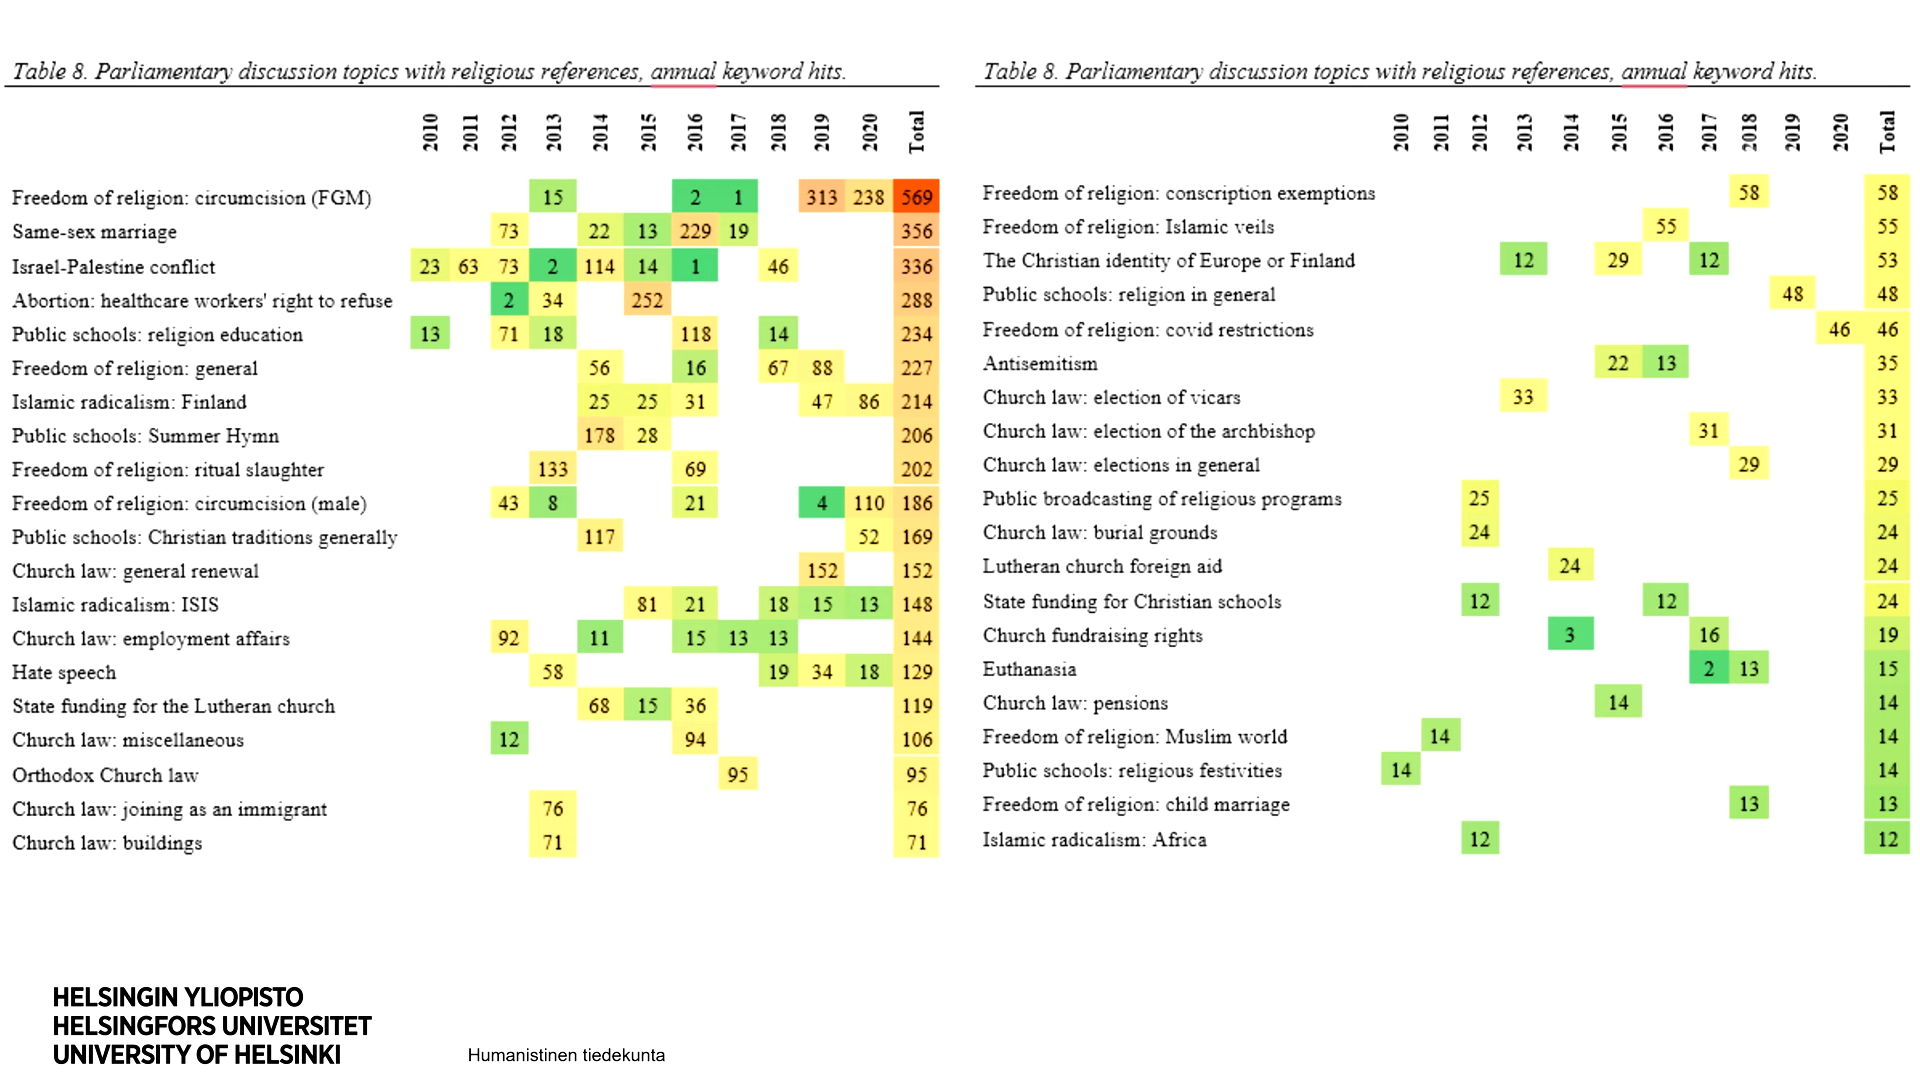 Table 8. Parliamentary discussion topics with religious references, annual keyword hits.
2010 2011 2012 2013 2014 2015 2016 2017 2018 2019 2020 Total
Freedom of religion: circumcision (FGM) 15 2 1 313 238 569
Same-sex marriage 73 22 13 229 19 356
Israel-Palestine conflict 23 63 73 2 114 14 1 46 336
Abortion: healthcare workers' right to refuse 2 34 252 288
Public schools: religion education 13 71 18 118 14 234
Freedom of religion: general 56 16 67 88 227
Islamic radicalism: Finland 25 25 31 47 86 214
Public schools: Summer Hymn 178 28 206
Freedom of religion: ritual slaughter 133 69 202
Freedom of religion: circumcision (male) 43 8 21 4 110 186
Public schools: Christian traditions generally 117 52 169
Church law: general renewal 152 152
Islamic radicalism: ISIS 81 21 18 15 13 148
Church law: employment affairs 92 11 15 13 13 144
Hate speech 58 19 34 18 129
State funding for the Lutheran church 68 15 36 119
Church law: miscellaneous 12 94 106
Orthodox Church law 95 95
Church law: joining as an immigrant 76 76
Church law: buildings 71 71
Table 8. Parliamentary discussion topics with religious references, annual keyword hits.
2010 2011 2012 2013 2014 2015 2016 2017 2018 2019 2020 Total
Freedom of religion: conscription exemptions 58 58
Freedom of religion: Islamic veils 55 55
The Christian identity of Europe or Finland 12 29 12 53
Public schools: religion in general 48 48
Freedom of religion: covid restrictions 46 46
Antisemitism 22 13 35
Church law: election of vicars 33 33
Church law: election of the archbishop 31 31
Church law: elections in general 29 29
Public broadcasting of religious programs 25 25
Church law: burial grounds 24 24
Lutheran church foreign aid 24 24
State funding for Christian schools 12 12 24
Church fundraising rights 3 16 19
Euthanasia 2 13 15
Church law: pensions 14 14
Freedom of religion: Muslim world 14 14
Public schools: religious festivities 14 14
Freedom of religion: child marriage 13 13
Islamic radicalism: Africa 12 12
HELSINGIN YLIOPISTO
HELSINGFORS UNIVERSITET
UNIVERSITY OF HELSINKI
Humanistinen tiedekunta